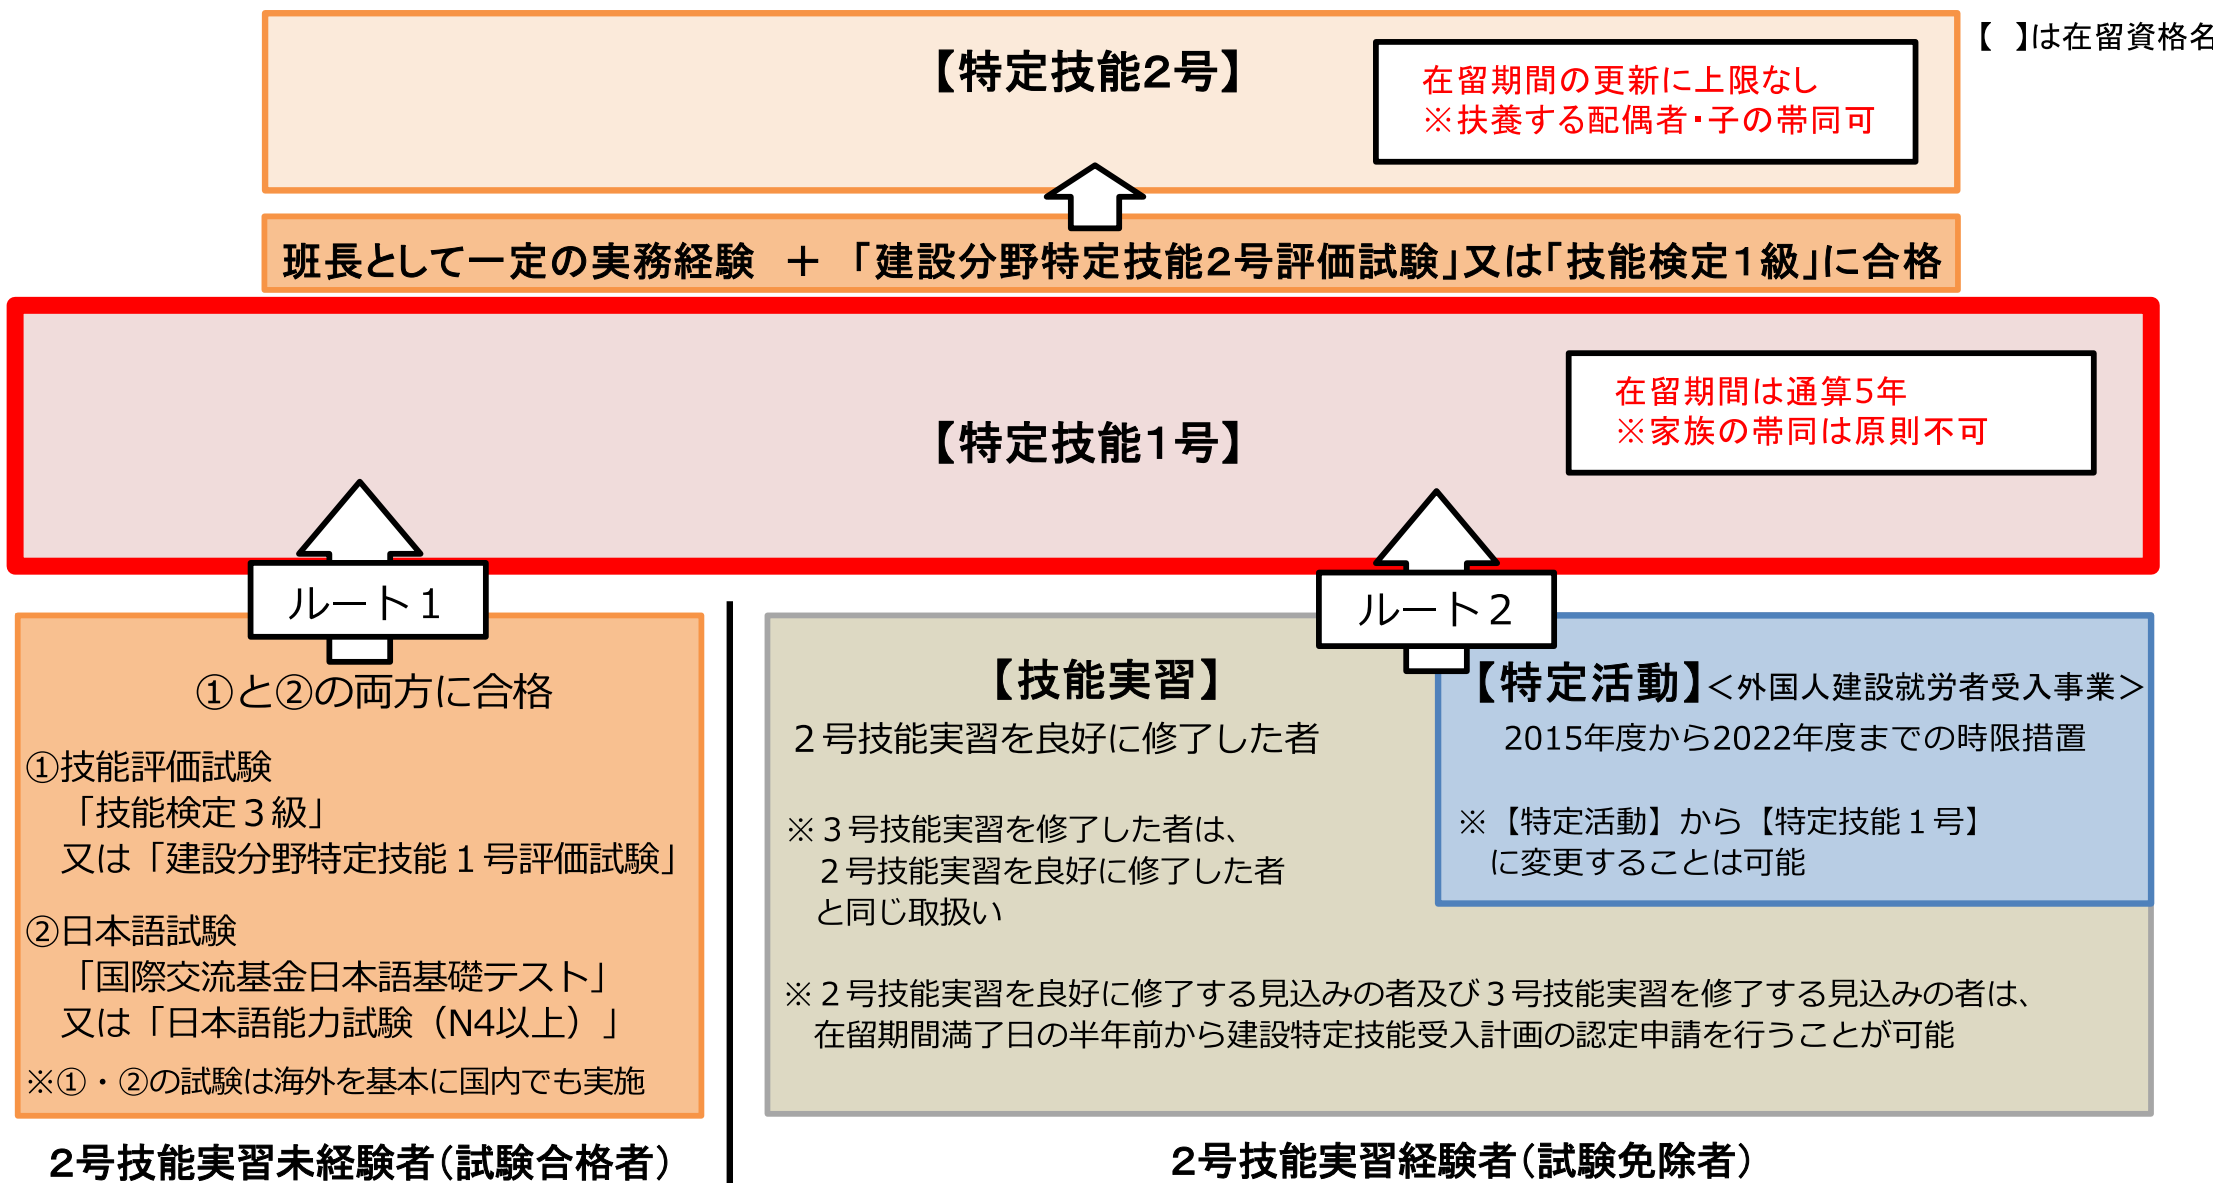 【 】は在留資格名
【特定技能2号】
在留期間の更新に上限なし
※扶養する配偶者・子の帯同可
班長として一定の実務経験 ＋ 「建設分野特定技能2号評価試験」又は「技能検定1級」に合格
【特定技能1号】
在留期間は通算5年
※家族の帯同は原則不可
ルート１
①と②の両方に合格
①技能評価試験
「技能検定３級」
又は「建設分野特定技能１号評価試験」
②日本語試験
「国際交流基金日本語基礎テスト」
又は「日本語能力試験（N4以上）」
※①・②の試験は海外を基本に国内でも実施
2号技能実習未経験者（試験合格者）
ルート２
【技能実習】
２号技能実習を良好に修了した者
※３号技能実習を修了した者は、
２号技能実習を良好に修了した者
と同じ取扱い
【特定活動】＜外国人建設就労者受入事業＞
2015年度から2022年度までの時限措置
※【特定活動】から【特定技能１号】
に変更することは可能
※２号技能実習を良好に修了する見込みの者及び３号技能実習を修了する見込みの者は、
在留期間満了日の半年前から建設特定技能受入計画の認定申請を行うことが可能
2号技能実習経験者（試験免除者）